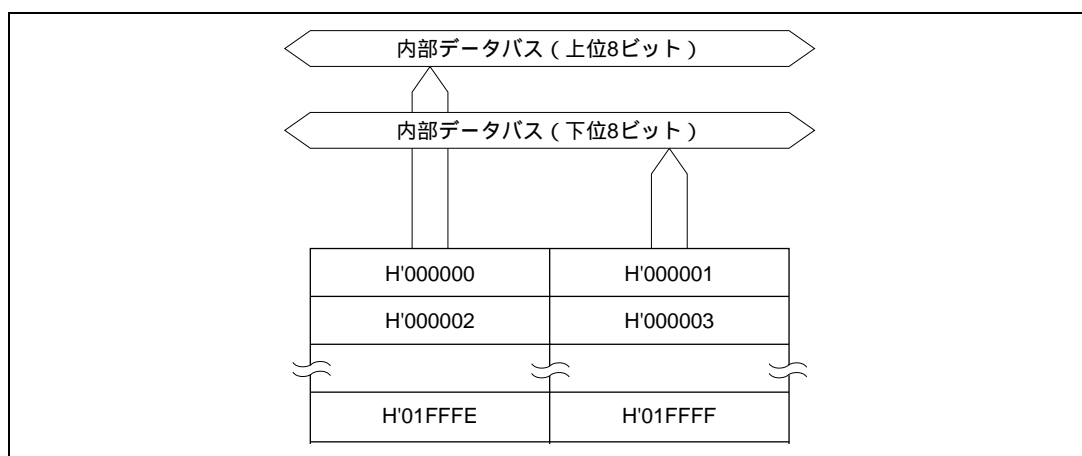 内部データバス（上位8ビット）
内部データバス（下位8ビット）
H'000000 H'000001
H'000002 H'000003
H'01FFFE H'01FFFF